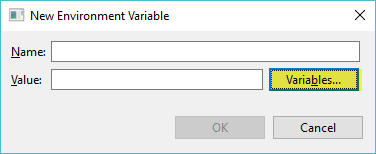 New Environment Variable
Name:
Value:
Variables...
OK
Cancel